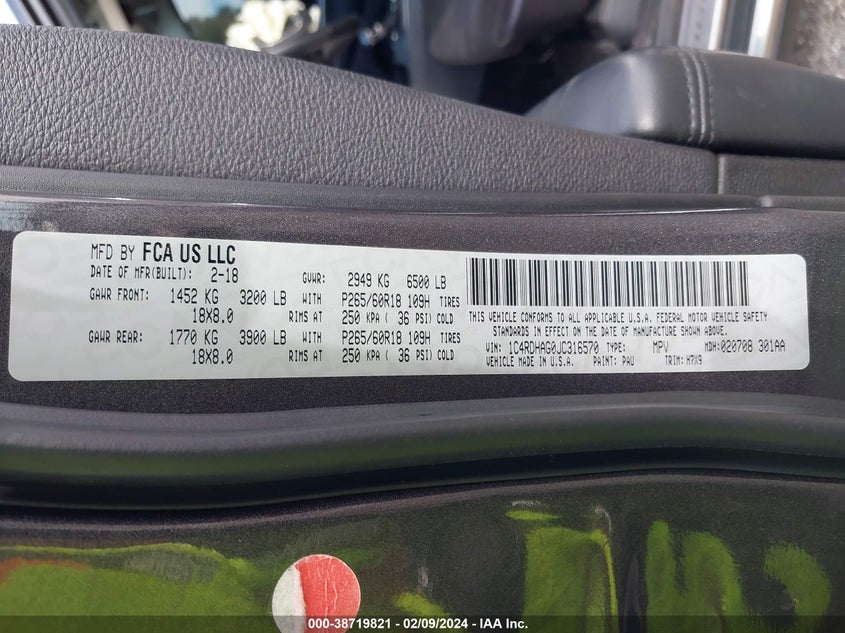 MFD BY FCA US LLC
DATE OF MFR(BUILT): 2-18 GVWR: 2949 KG 6500 LB
GAWR FRONT: 1452 KG 3200 LB WITH P265/60R18 109H TIRES
18X8.0 RIMS AT 250 KPA ( 36 PSI) COLD
GAWR REAR: 1770 KG 3900 LB WITH P265/60R18 109H TIRES
18X8.0 RIMS AT 250 KPA ( 36 PSI) COLD
THIS VEHICLE CONFORMS TO ALL APPLICABLE U.S.A. FEDERAL MOTOR VEHICLE SAFETY
STANDARDS IN EFFECT ON THE DATE OF MANUFACTURE SHOWN ABOVE.
VIN: 1C4RDHAG0JC316570 TYPE: MPV MDH: 020708 301AA
VEHICLE MADE IN U.S.A. PAINT: PAU TRIM: H7X9
000-38719821 / 02/09/2024 - © IAA Inc.